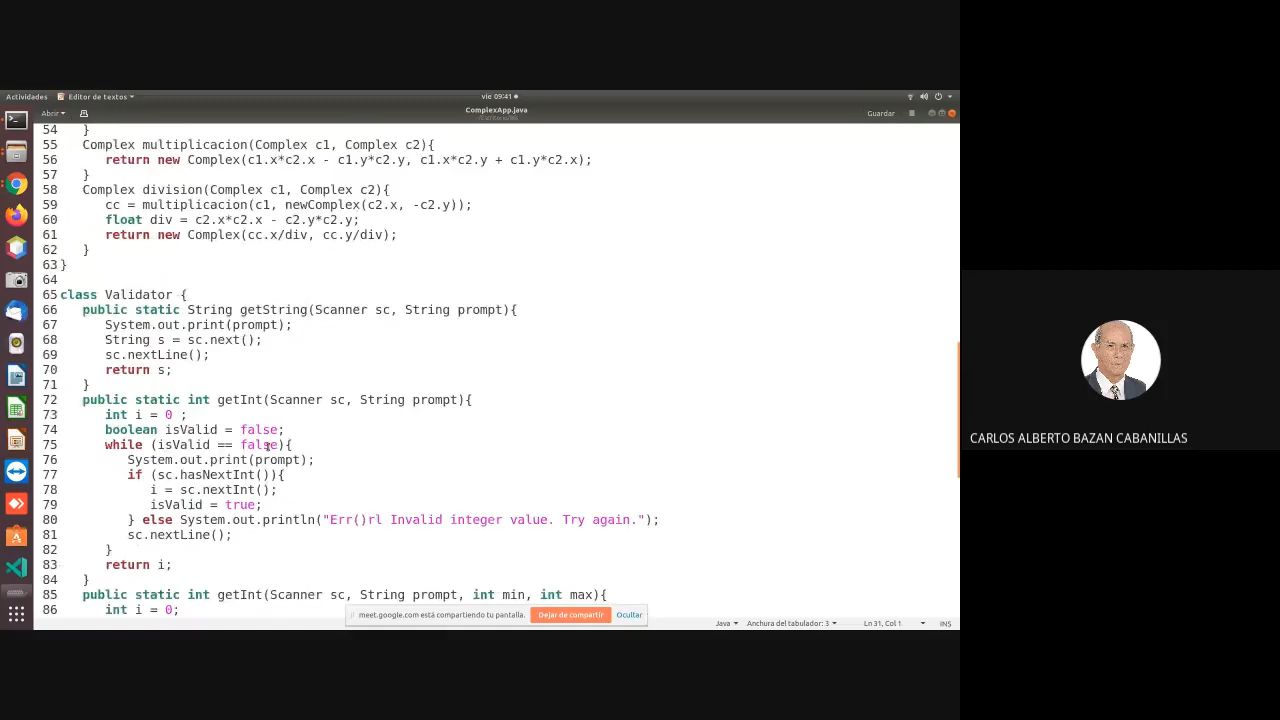 Actividades
Editor de textos
vie 09:41
Abrir
ComplexApp.java
Guardar
54 }
55 Complex multiplicacion(Complex c1, Complex c2){
56 return new Complex(c1.x*c2.x - c1.y*c2.y, c1.x*c2.y + c1.y*c2.x);
57 }
58 Complex division(Complex c1, Complex c2){
59 cc = multiplicacion(c1, newComplex(c2.x, -c2.y));
60 float div = c2.x*c2.x - c2.y*c2.y;
61 return new Complex(cc.x/div, cc.y/div);
62 }
63 }
64
65 class Validator {
66 public static String getString(Scanner sc, String prompt){
67 System.out.print(prompt);
68 String s = sc.next();
69 sc.nextLine();
70 return s;
71 }
72 public static int getInt(Scanner sc, String prompt){
73 int i = 0 ;
74 boolean isValid = false;
75 while (isValid == false){
76 System.out.print(prompt);
77 if (sc.hasNextInt()){
78 i = sc.nextInt();
79 isValid = true;
80 } else System.out.println("Err()rl Invalid integer value. Try again.");
81 sc.nextLine();
82 }
83 return i;
84 }
85 public static int getInt(Scanner sc, String prompt, int min, int max){
86 int i = 0;
meet.google.com está compartiendo tu pantalla.
Dejar de compartir
Ocultar
Java
Anchura del tabulador: 3
Ln 31, Col 1
INS
CARLOS ALBERTO BAZAN CABANILLAS